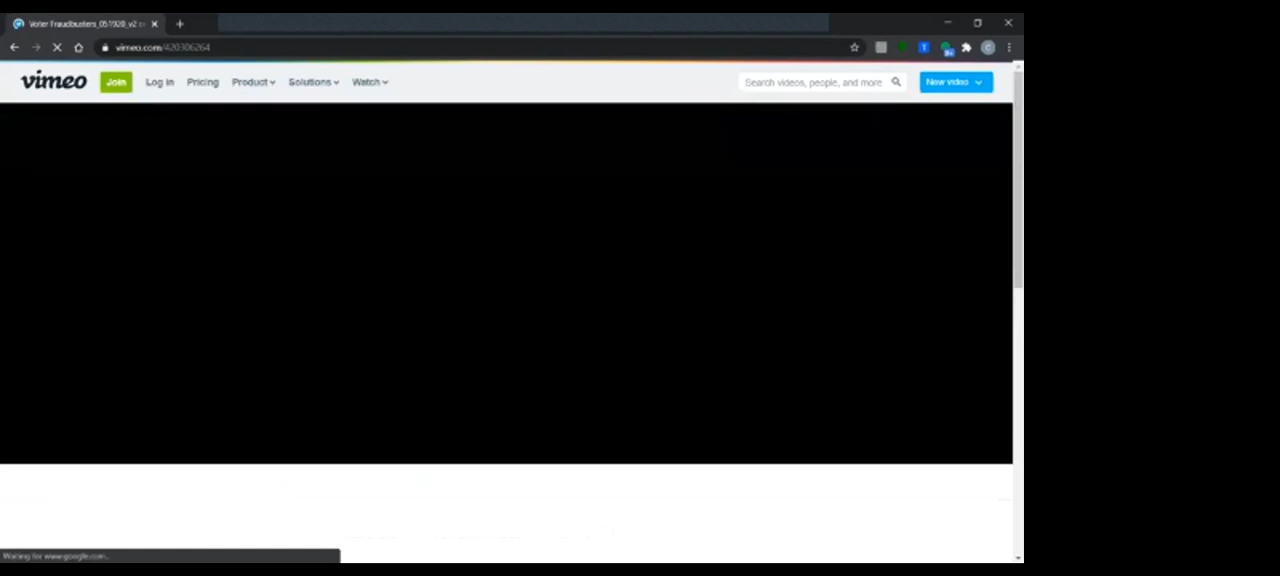 Voter Fraudbusters_051920_v2 c
vimeo.com/420306264
vimeo Join Log in Pricing Product Solutions Watch Search videos, people, and more New video
Waiting for www.google.com...